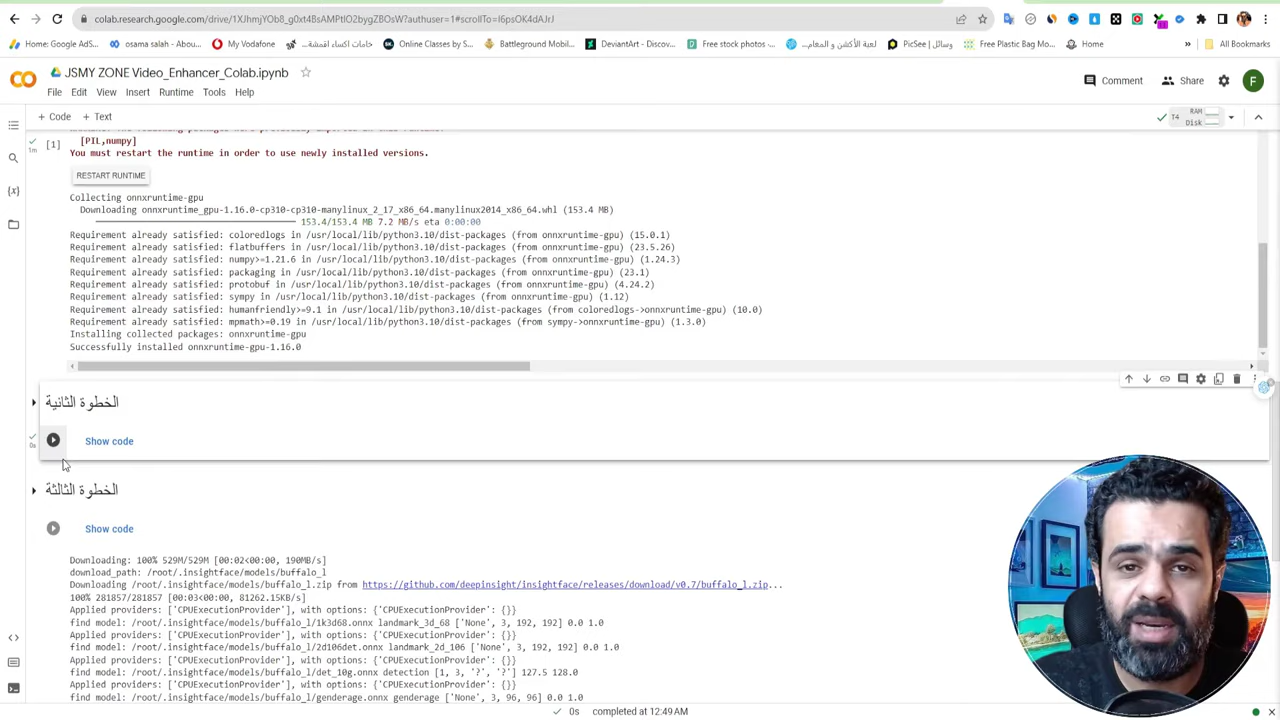 colab.research.google.com/drive/1XJhmjYOb8_g0xt4BsAMPtlO2bygZBOsW?authuser=1#scrollTo=I6psOK4dAJrJ
Home: Google AdS...
osama salah - Abou...
My Vodafone
خامات اكساء اقمشة...
Online Classes by S...
Battleground Mobil...
DeviantArt - Discov...
Free stock photos -...
لعبة الأكشن و المغام...
PicSee | وسائل...
Free Plastic Bag Mo...
Home
»
All Bookmarks
JSMY ZONE Video_Enhancer_Colab.ipynb
Comment
Share
F
File Edit View Insert Runtime Tools Help
+ Code + Text
T4
RAM
Disk
[PIL,numpy]
[1]
1m
You must restart the runtime in order to use newly installed versions.
RESTART RUNTIME
Collecting onnxruntime-gpu
Downloading onnxruntime_gpu-1.16.0-cp310-cp310-manylinux_2_17_x86_64.manylinux2014_x86_64.whl (153.4 MB)
153.4/153.4 MB 7.2 MB/s eta 0:00:00
Requirement already satisfied: coloredlogs in /usr/local/lib/python3.10/dist-packages (from onnxruntime-gpu) (15.0.1)
Requirement already satisfied: flatbuffers in /usr/local/lib/python3.10/dist-packages (from onnxruntime-gpu) (23.5.26)
Requirement already satisfied: numpy>=1.21.6 in /usr/local/lib/python3.10/dist-packages (from onnxruntime-gpu) (1.24.3)
Requirement already satisfied: packaging in /usr/local/lib/python3.10/dist-packages (from onnxruntime-gpu) (23.1)
Requirement already satisfied: protobuf in /usr/local/lib/python3.10/dist-packages (from onnxruntime-gpu) (4.24.2)
Requirement already satisfied: sympy in /usr/local/lib/python3.10/dist-packages (from onnxruntime-gpu) (1.12)
Requirement already satisfied: humanfriendly>=9.1 in /usr/local/lib/python3.10/dist-packages (from coloredlogs->onnxruntime-gpu) (10.0)
Requirement already satisfied: mpmath>=0.19 in /usr/local/lib/python3.10/dist-packages (from sympy->onnxruntime-gpu) (1.3.0)
Installing collected packages: onnxruntime-gpu
Successfully installed onnxruntime-gpu-1.16.0
الخطوة الثانية
0s
Show code
الخطوة الثالثة
Show code
Downloading: 100% 529M/529M [00:02<00:00, 190MB/s]
download_path: /root/.insightface/models/buffalo_l
Downloading /root/.insightface/models/buffalo_l.zip from https://github.com/deepinsight/insightface/releases/download/v0.7/buffalo_l.zip...
100% 281857/281857 [00:03<00:00, 81262.15KB/s]
Applied providers: ['CPUExecutionProvider'], with options: {'CPUExecutionProvider': {}}
find model: /root/.insightface/models/buffalo_l/1k3d68.onnx landmark_3d_68 ['None', 3, 192, 192] 0.0 1.0
Applied providers: ['CPUExecutionProvider'], with options: {'CPUExecutionProvider': {}}
find model: /root/.insightface/models/buffalo_l/2d106det.onnx landmark_2d_106 ['None', 3, 192, 192] 0.0 1.0
Applied providers: ['CPUExecutionProvider'], with options: {'CPUExecutionProvider': {}}
find model: /root/.insightface/models/buffalo_l/det_10g.onnx detection [1, 3, '?', '?'] 127.5 128.0
Applied providers: ['CPUExecutionProvider'], with options: {'CPUExecutionProvider': {}}
find model: /root/.insightface/models/buffalo_l/genderage.onnx genderage ['None', 3, 96, 96] 0.0 1.0
0s completed at 12:49AM